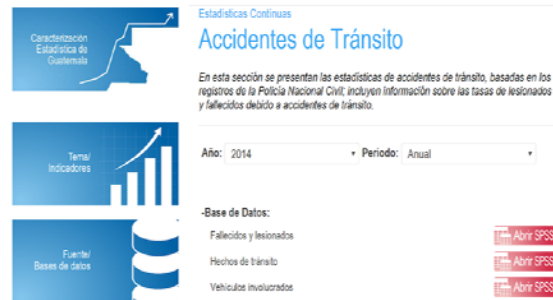 Caracterización
Estadística de
Guatemala
Tema/
Indicadores
Fuente/
Bases de datos
Estadísticas Continuas
Accidentes de Tránsito
En esta sección se presentan las estadísticas de accidentes de tránsito, basadas en los
registros de la Policía Nacional Civil; incluyen información sobre las tasas de lesionados
y fallecidos debido a accidentes de tránsito.
Año: 2014 Periodo: Anual
-Base de Datos:
Fallecidos y lesionados Abrir SPSS
Hechos de tránsito Abrir SPSS
Vehículos involucrados Abrir SPSS